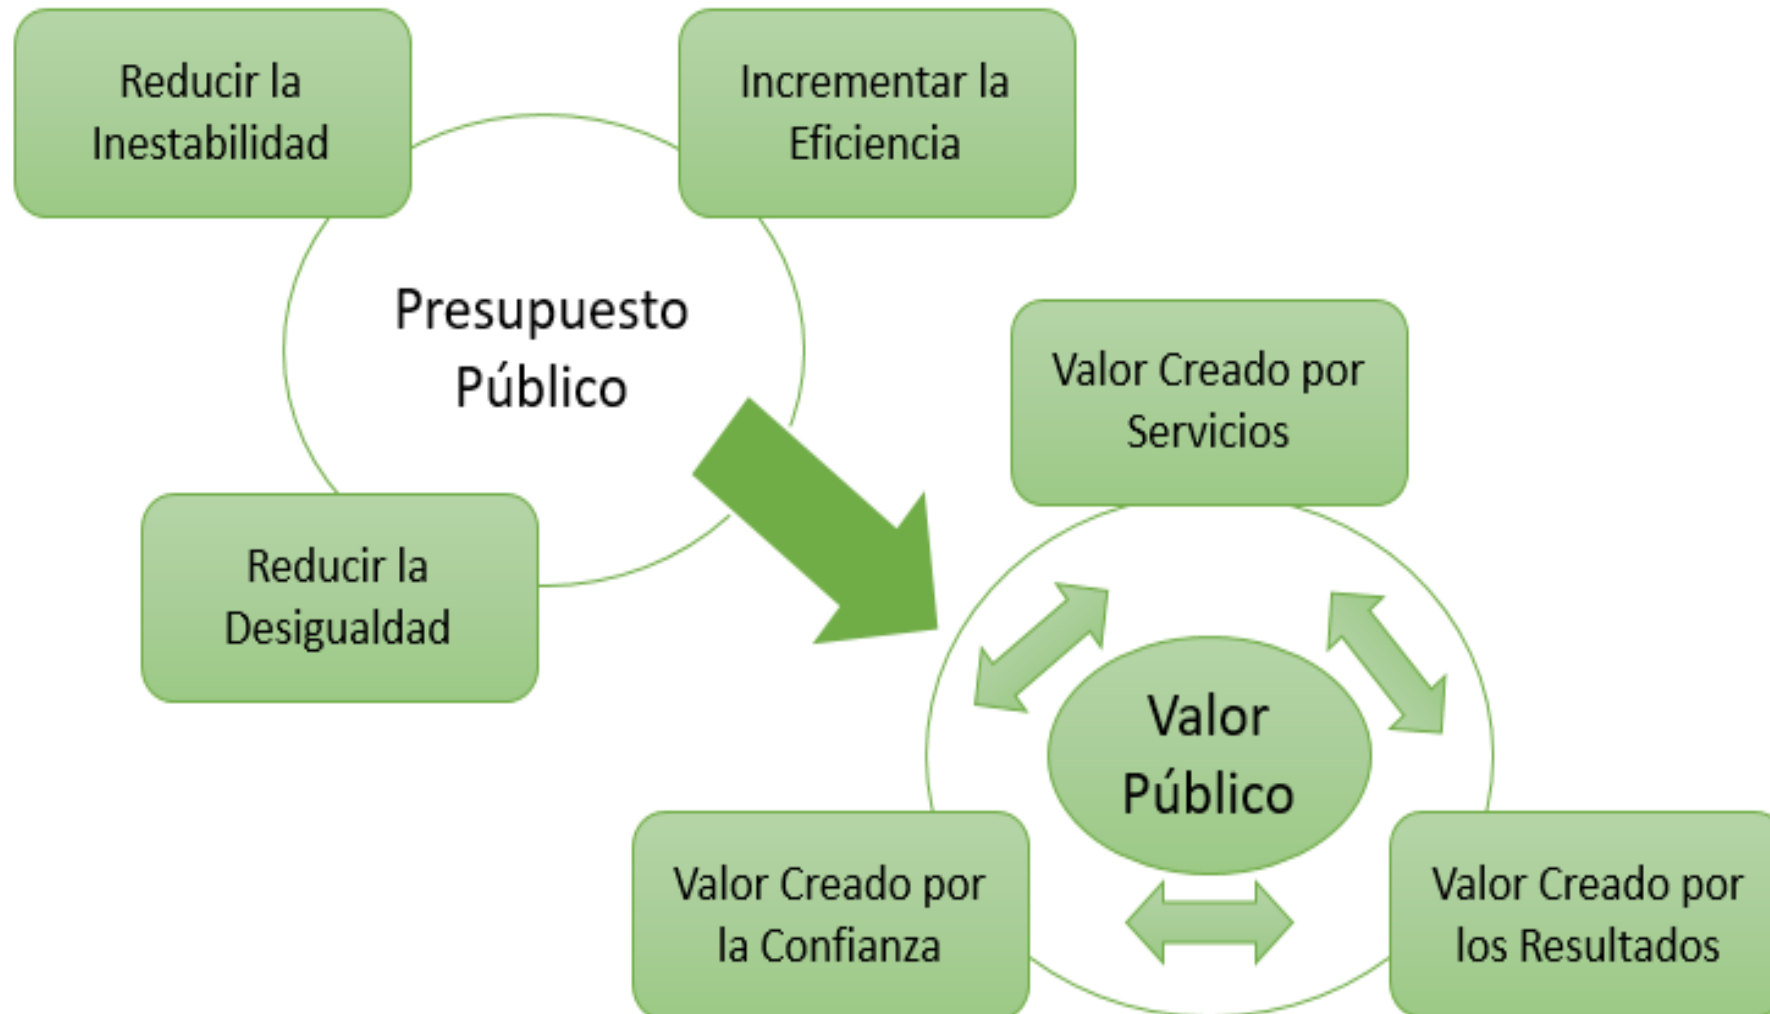 Reducir la
Inestabilidad
Incrementar la
Eficiencia
Presupuesto
Público
Reducir la
Desigualdad
Valor Creado por
Servicios
Valor
Público
Valor Creado por
la Confianza
Valor Creado por
los Resultados